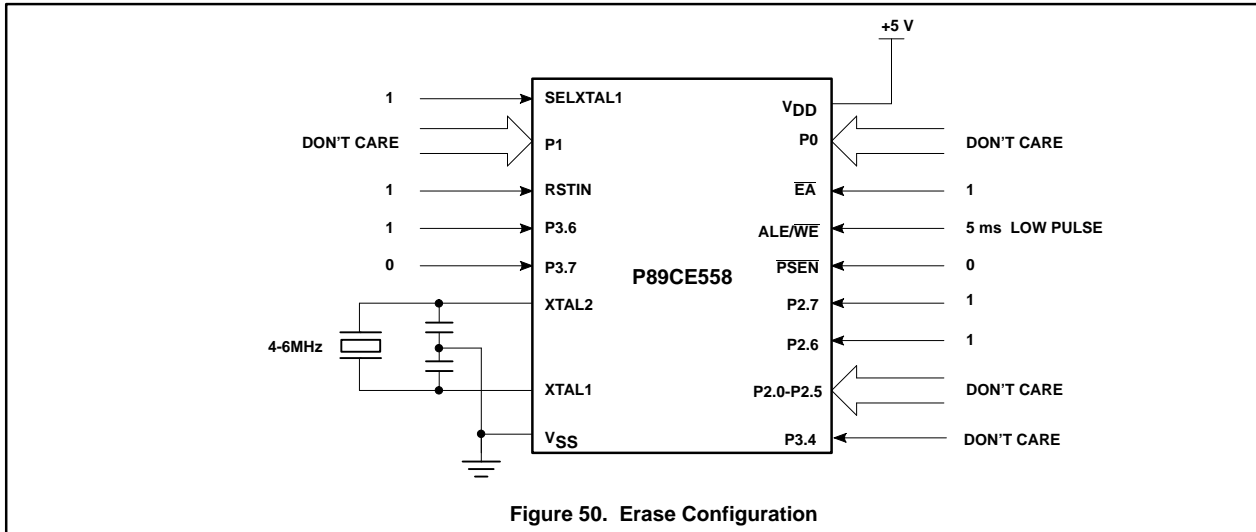 +5 V
1
SELXTAL1
VDD
DON'T CARE
P1
P0
DON'T CARE
1
RSTIN
EA
1
1
P3.6
ALE/WE
5 ms LOW PULSE
0
P3.7
P89CE558
PSEN
0
XTAL2
P2.7
1
4-6MHz
P2.6
1
XTAL1
P2.0-P2.5
DON'T CARE
VSS
P3.4
DON'T CARE
Figure 50. Erase Configuration